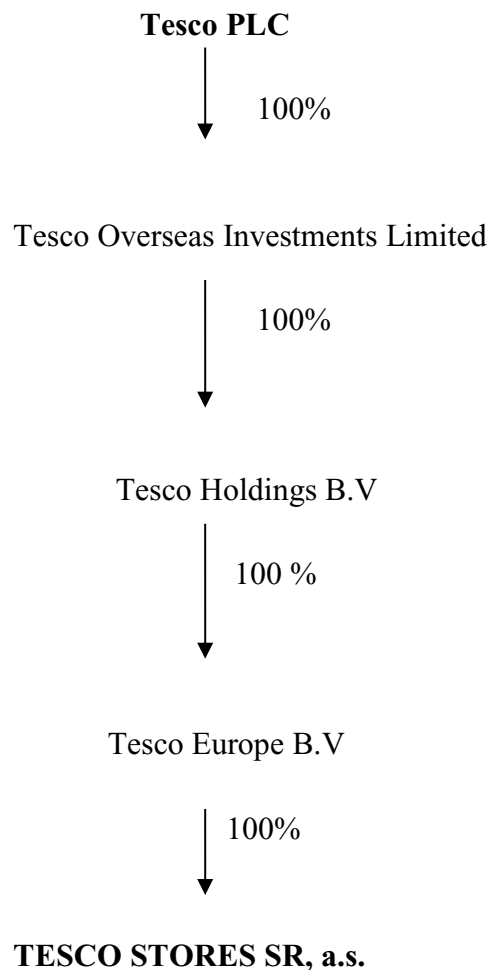 Tesco PLC
100%
Tesco Overseas Investments Limited
100%
Tesco Holdings B.V
100 %
Tesco Europe B.V
100%
TESCO STORES SR, a.s.